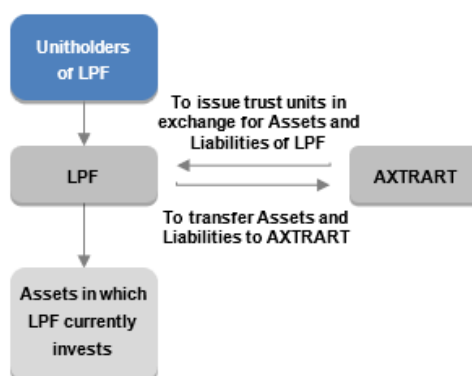 Unitholders
of LPF
To issue trust units in
exchange for Assets and
Liabilities of LPF
LPF
AXTRART
To transfer Assets and
Liabilities to AXTRART
Assets in which
LPF currently
invests